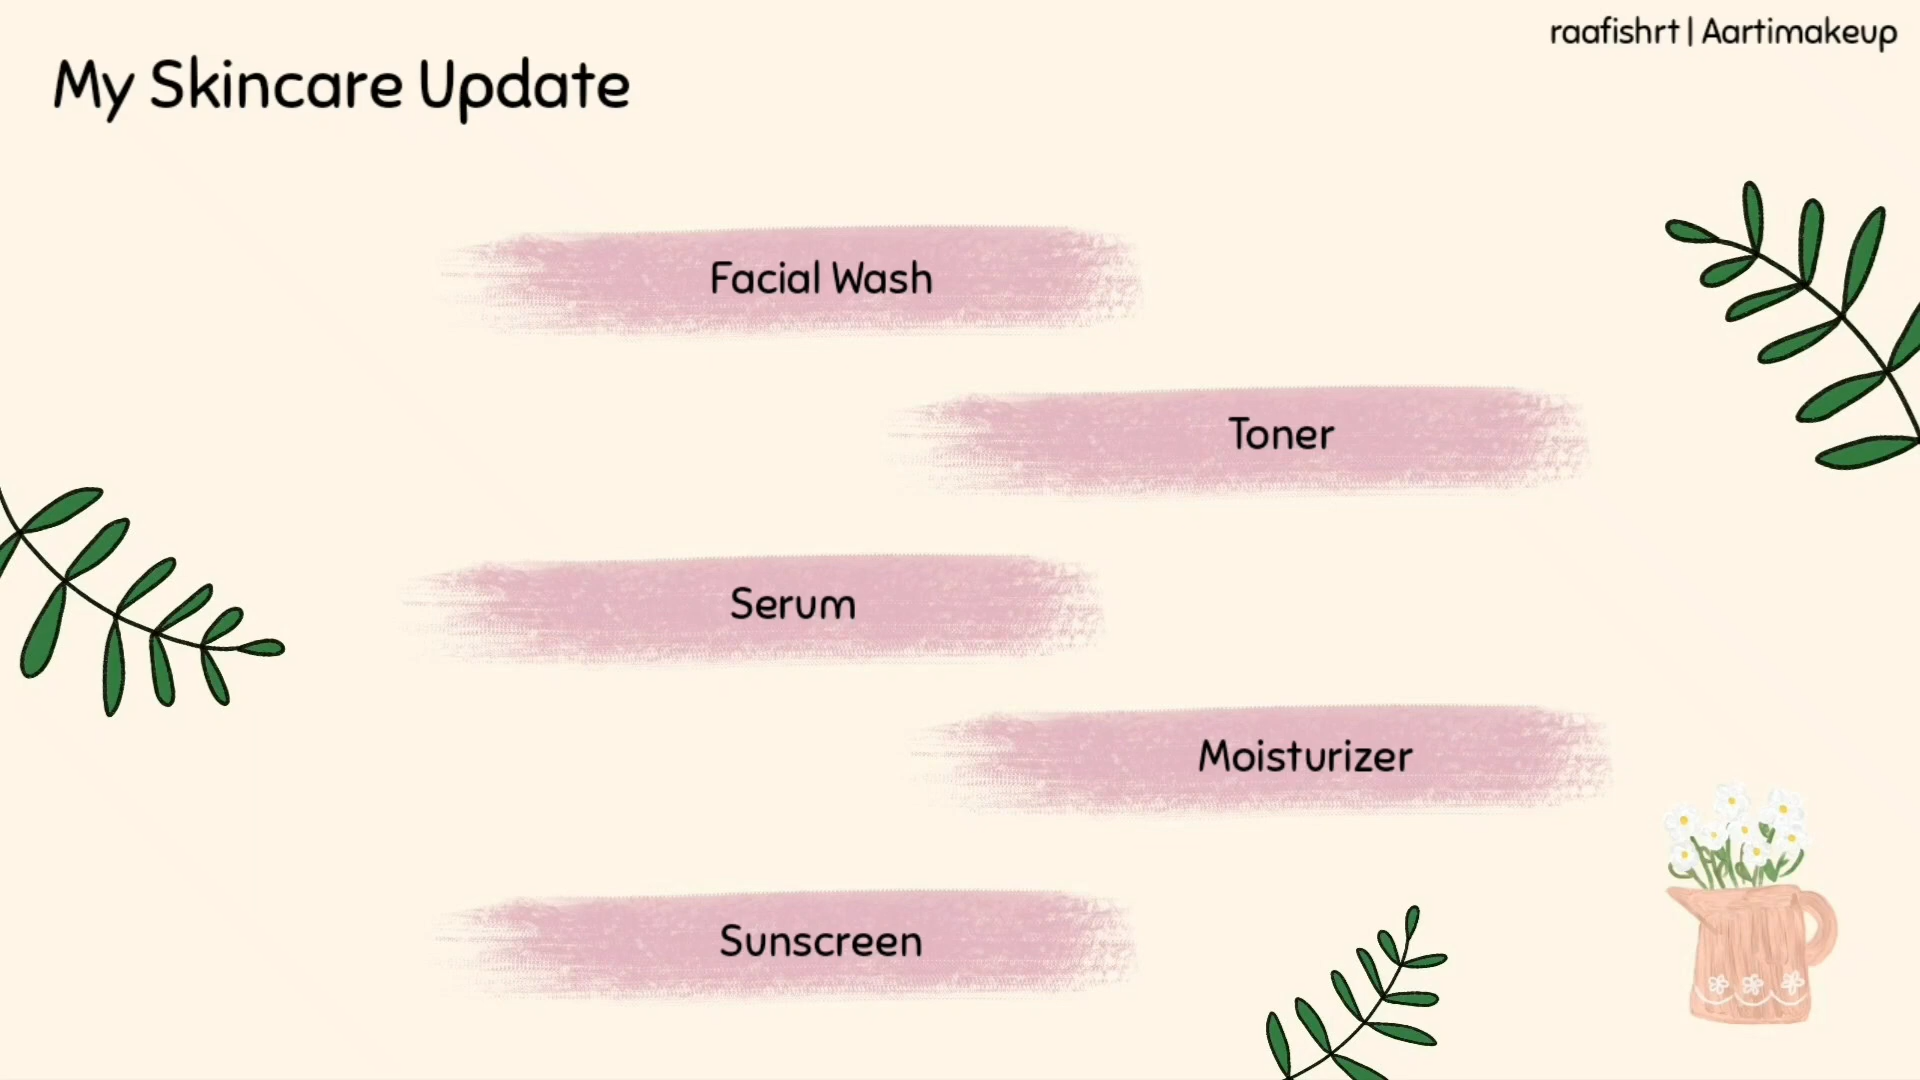 raafishrt | Aartimakeup
My Skincare Update
Facial Wash
Toner
Serum
Moisturizer
Sunscreen